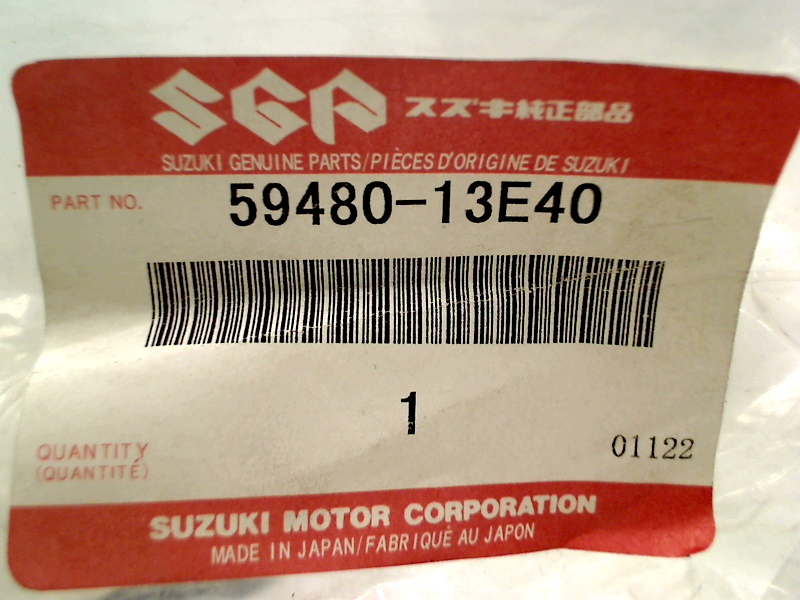 SGP スズキ純正部品
SUZUKI GENUINE PARTS/PIÈCES D'ORIGINE DE SUZUKI
PART NO. 59480-13E40
1
QUANTITY
(QUANTITÉ)
01122
SUZUKI MOTOR CORPORATION
MADE IN JAPAN/FABRIQUÉ AU JAPON